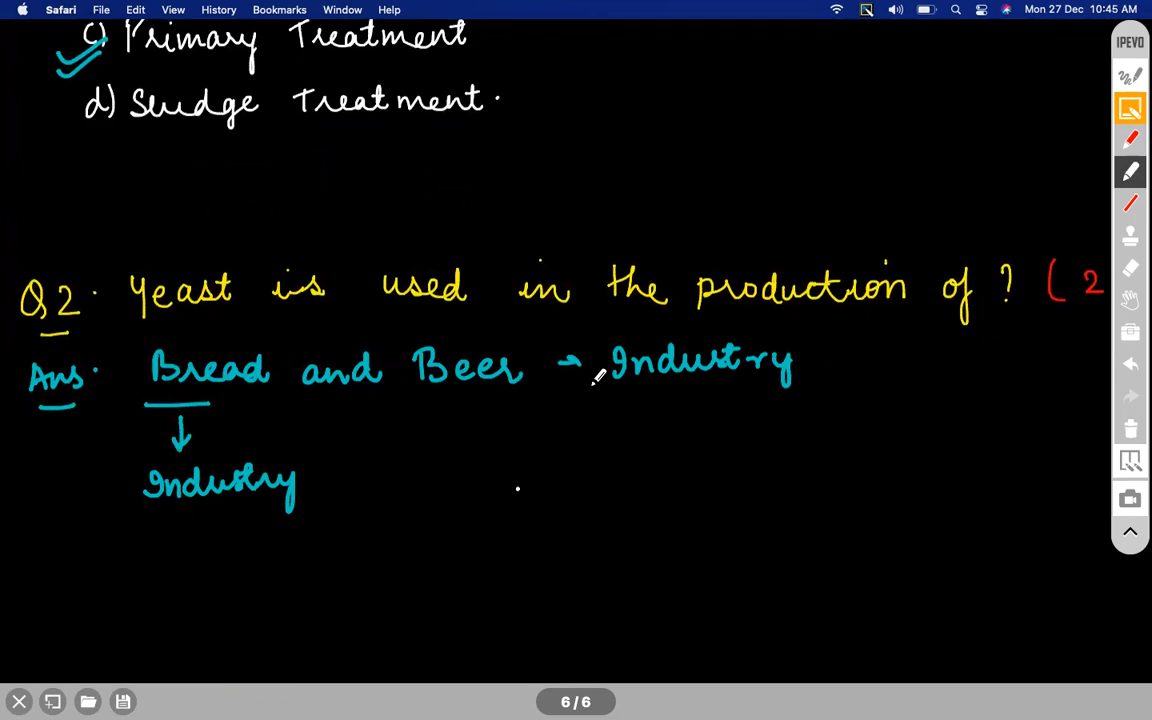 Safari File Edit View History Bookmarks Window Help Mon 27 Dec 10:45 AM
IPEVO
c) Primary Treatment
d) Sludge Treatment.
Q2. Yeast is used in the production of ? ( 2
Ans. Bread and Beer → Industry
↓
Industry
6/6